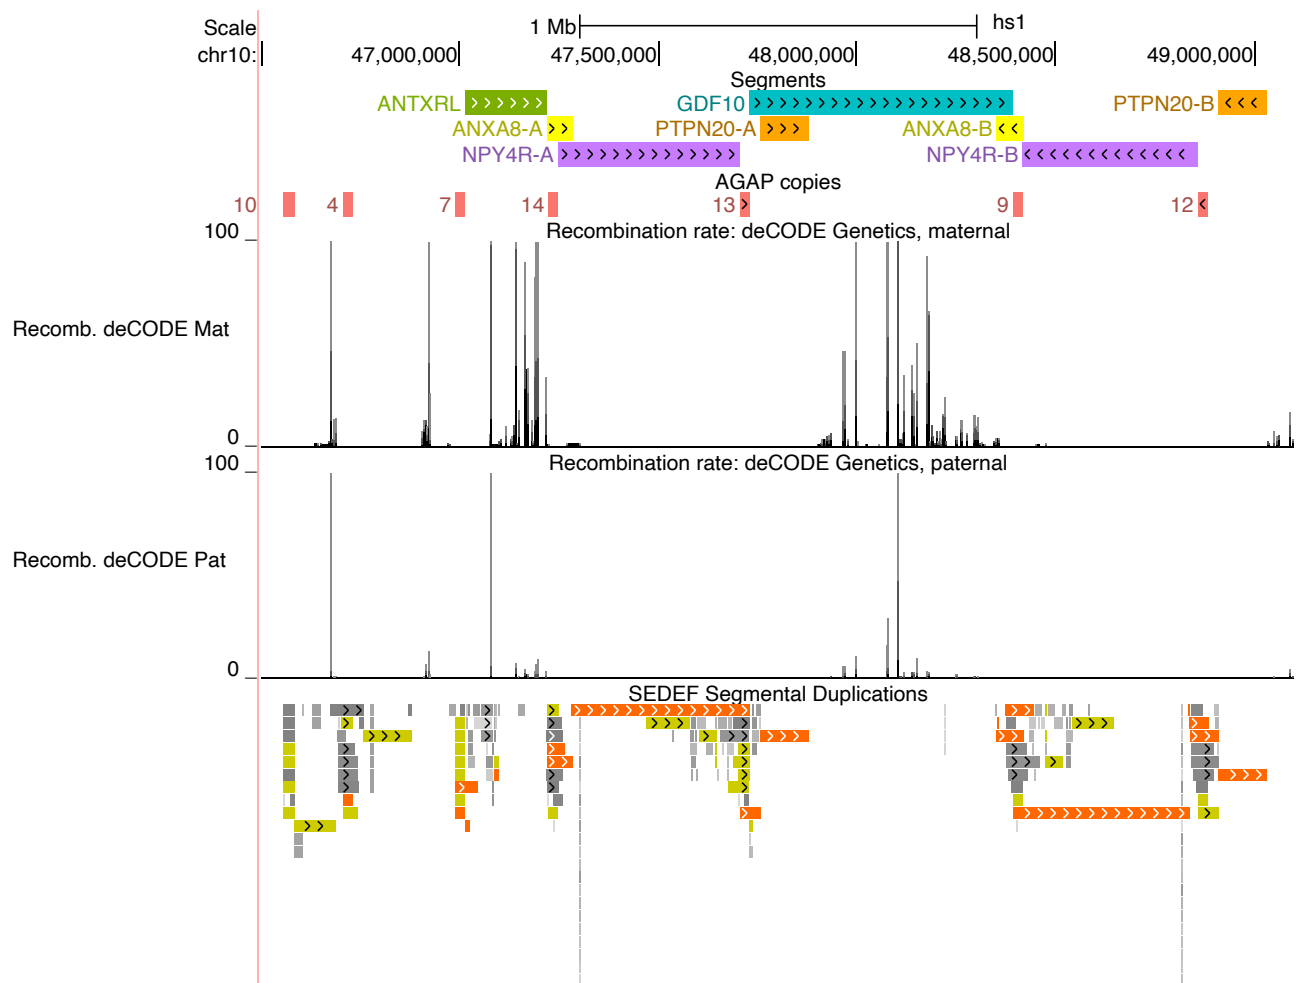 Scale 1 Mb hs1
chr10: 47,000,000 47,500,000 48,000,000 48,500,000 49,000,000
Segments
ANTXRL GDF10 PTPN20-B
ANXA8-A PTPN20-A ANXA8-B
NPY4R-A NPY4R-B
AGAP copies
10 4 7 14 13 9 12
Recombination rate: deCODE Genetics, maternal
100
Recomb. deCODE Mat
0
Recombination rate: deCODE Genetics, paternal
100
Recomb. deCODE Pat
0
SEDEF Segmental Duplications